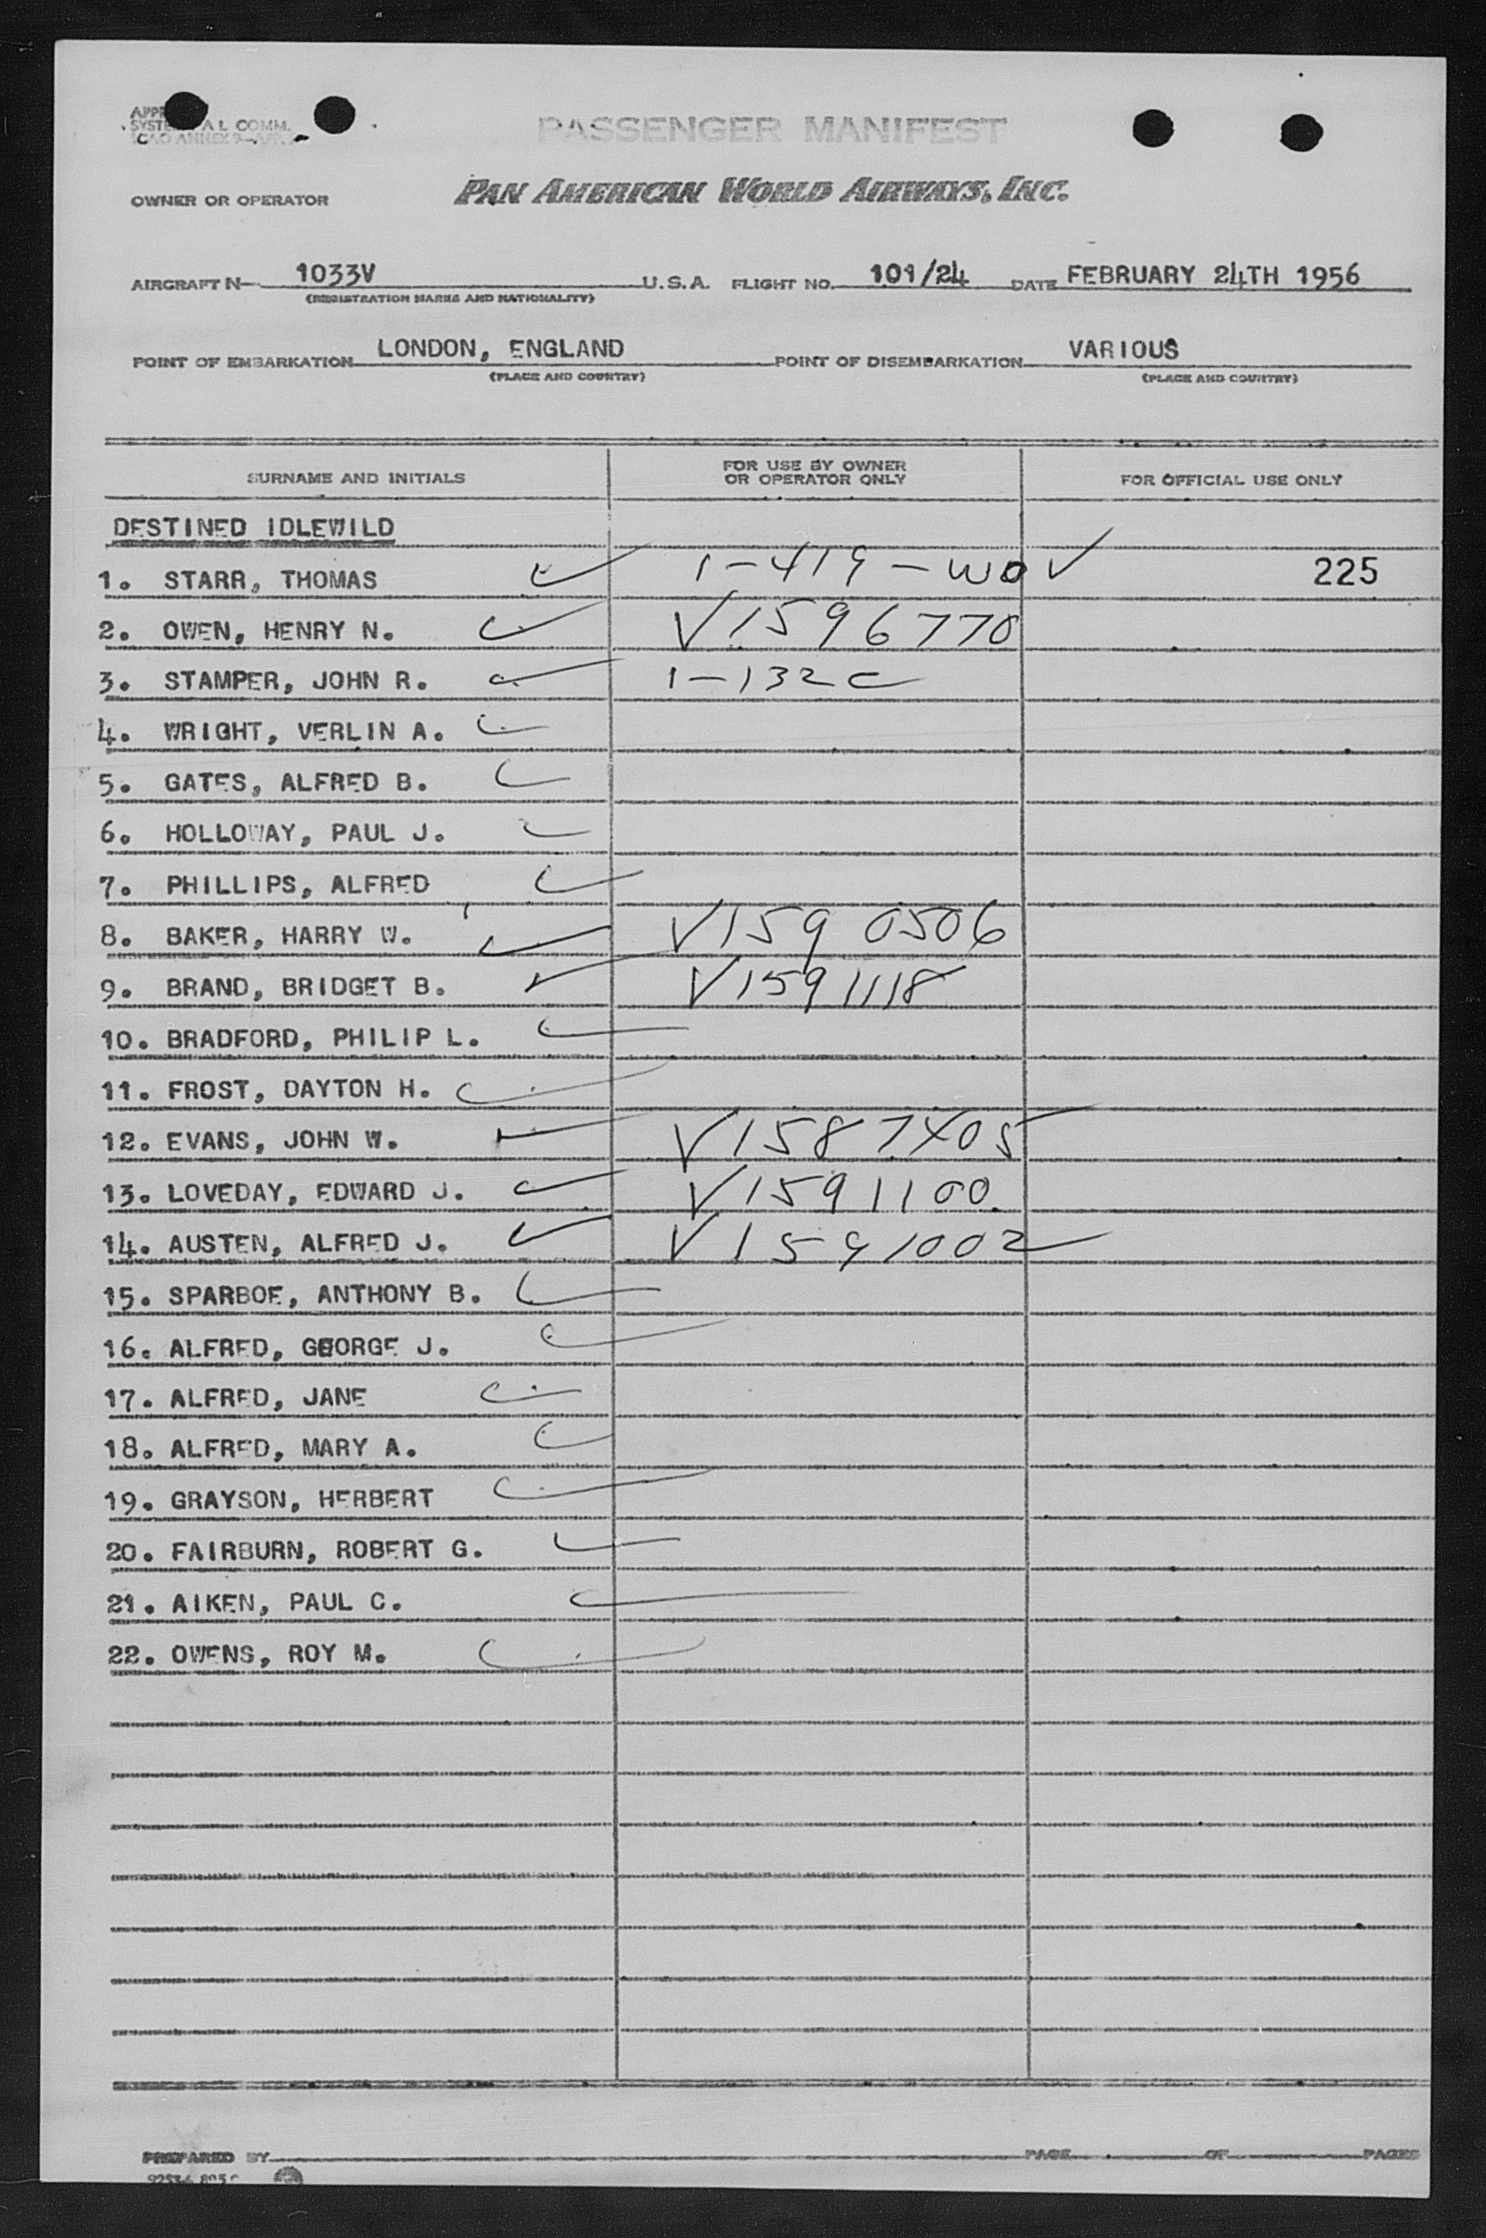 SYSTE AL COMM.
PASSENGER MANIFEST
OWNER OR OPERATOR PAN AMERICAN WORLD AIRWAYS, INC.
AIRCRAFT N- 1033V U.S.A. FLIGHT NO. 101/24 DATE FEBRUARY 24TH 1956
(REGISTRATION MARKS AND NATIONALITY)
POINT OF EMBARKATION LONDON, ENGLAND POINT OF DISEMBARKATION VARIOUS
(PLACE AND COUNTRY) (PLACE AND COUNTRY)
SURNAME AND INITIALS FOR USE BY OWNER OR OPERATOR ONLY FOR OFFICIAL USE ONLY
DESTINED IDLEWILD
1. STARR, THOMAS 1-419-WO 225
2. OWEN, HENRY N. V1596770
3. STAMPER, JOHN R. 1-132 C
4. WRIGHT, VERLIN A.
5. GATES, ALFRED B.
6. HOLLOWAY, PAUL J.
7. PHILLIPS, ALFRED
8. BAKER, HARRY W. V1590506
9. BRAND, BRIDGET B. V1591118
10. BRADFORD, PHILIP L.
11. FROST, DAYTON H.
12. EVANS, JOHN W. V1587405
13. LOVEDAY, EDWARD J. V1591100
14. AUSTEN, ALFRED J. V1591002
15. SPARBOE, ANTHONY B.
16. ALFRED, GEORGE J.
17. ALFRED, JANE
18. ALFRED, MARY A.
19. GRAYSON, HERBERT
20. FAIRBURN, ROBERT G.
21. AIKEN, PAUL C.
22. OWENS, ROY M.
PREPARED BY PAGE OF PAGES